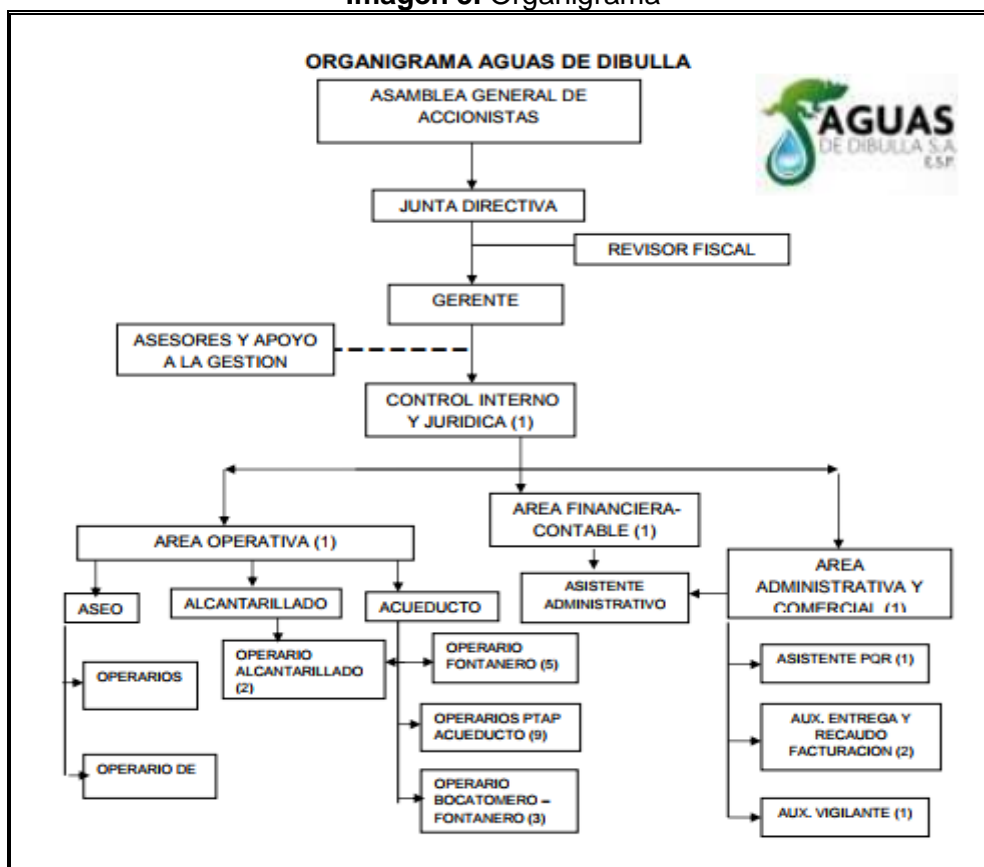 Organigrama
ORGANIGRAMA AGUAS DE DIBULLA
ASAMBLEA GENERAL DE
ACCIONISTAS
AGUAS
DE DIBULLA S.A
E.S.P.
JUNTA DIRECTIVA
REVISOR FISCAL
GERENTE
ASESORES Y APOYO
A LA GESTION
CONTROL INTERNO
Y JURIDICA (1)
AREA FINANCIERA-
CONTABLE (1)
AREA OPERATIVA (1)
AREA
ADMINISTRATIVA Y
COMERCIAL (1)
ASISTENTE
ADMINISTRATIVO
ASEO
ALCANTARILLADO
ACUEDUCTO
OPERARIO
ALCANTARILLADO
(2)
OPERARIO
FONTANERO (5)
ASISTENTE PQR (1)
OPERARIOS
OPERARIOS PTAP
ACUEDUCTO (9)
AUX. ENTREGA Y
RECAUDO
FACTURACION (2)
OPERARIO DE
OPERARIO
BOCATOMERO –
FONTANERO (3)
AUX. VIGILANTE (1)